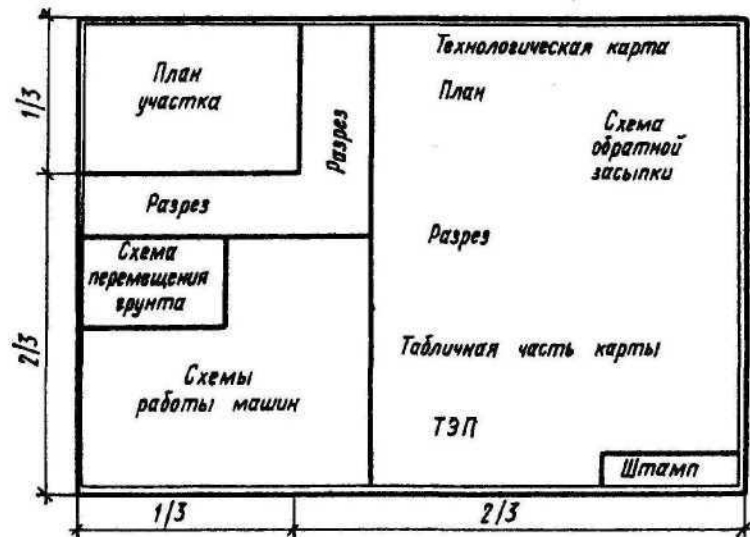 План
участка
1/3
Разрез
Разрез
Схема
перемещения
грунта
2/3
Схемы
работы машин
Технологическая карта
План
Схема
обратной
засыпки
Разрез
Табличная часть карты
ТЭП
Штамп
1/3
2/3